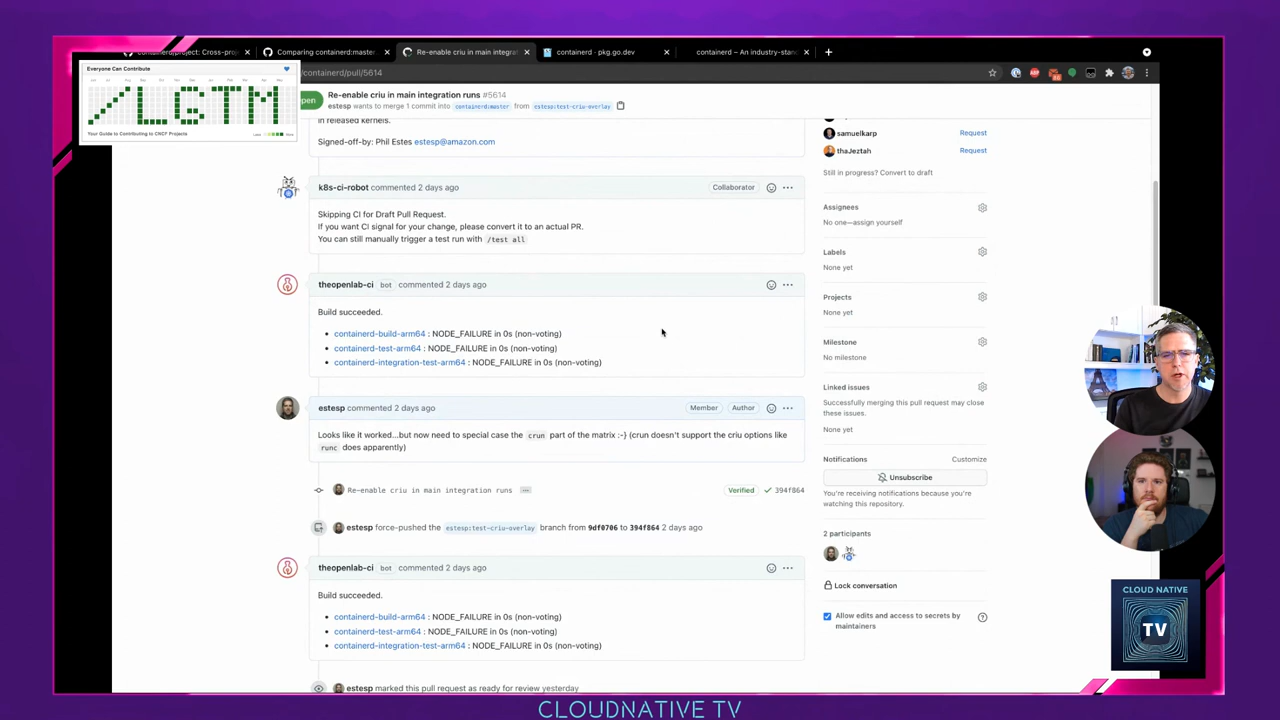 containerd/project: Cross-proj
Comparing containerd:master
Re-enable criu in main integrat
containerd · pkg.go.dev
containerd – An industry-stan
Everyone Can Contribute
/LGTM
Your Guide to Contributing to CNCF Projects
/containerd/pull/5614
pen
Re-enable criu in main integration runs #5614
estesp wants to merge 1 commit into containerd:master from estesp:test-criu-overlay
in released kernels.
Signed-off-by: Phil Estes estesp@amazon.com
samuelkarp Request
thaJeztah Request
Still in progress? Convert to draft
k8s-ci-robot commented 2 days ago Collaborator
Skipping CI for Draft Pull Request.
If you want CI signal for your change, please convert it to an actual PR.
You can still manually trigger a test run with /test all
Assignees
No one—assign yourself
Labels
None yet
theopenlab-ci bot commented 2 days ago
Build succeeded.
containerd-build-arm64 : NODE_FAILURE in 0s (non-voting)
containerd-test-arm64 : NODE_FAILURE in 0s (non-voting)
containerd-integration-test-arm64 : NODE_FAILURE in 0s (non-voting)
Projects
None yet
Milestone
No milestone
Linked issues
Successfully merging this pull request may close
these issues.
None yet
estesp commented 2 days ago Member Author
Looks like it worked...but now need to special case the crun part of the matrix :-} (crun doesn't support the criu options like
runc does apparently)
Notifications Customize
Unsubscribe
You're receiving notifications because you're
watching this repository.
Re-enable criu in main integration runs ... Verified 394f864
estesp force-pushed the estesp:test-criu-overlay branch from 9df0706 to 394f864 2 days ago
2 participants
Lock conversation
theopenlab-ci bot commented 2 days ago
Build succeeded.
containerd-build-arm64 : NODE_FAILURE in 0s (non-voting)
containerd-test-arm64 : NODE_FAILURE in 0s (non-voting)
containerd-integration-test-arm64 : NODE_FAILURE in 0s (non-voting)
Allow edits and access to secrets by
maintainers
estesp marked this pull request as ready for review yesterday
CLOUD NATIVE
TV
CLOUDNATIVE TV